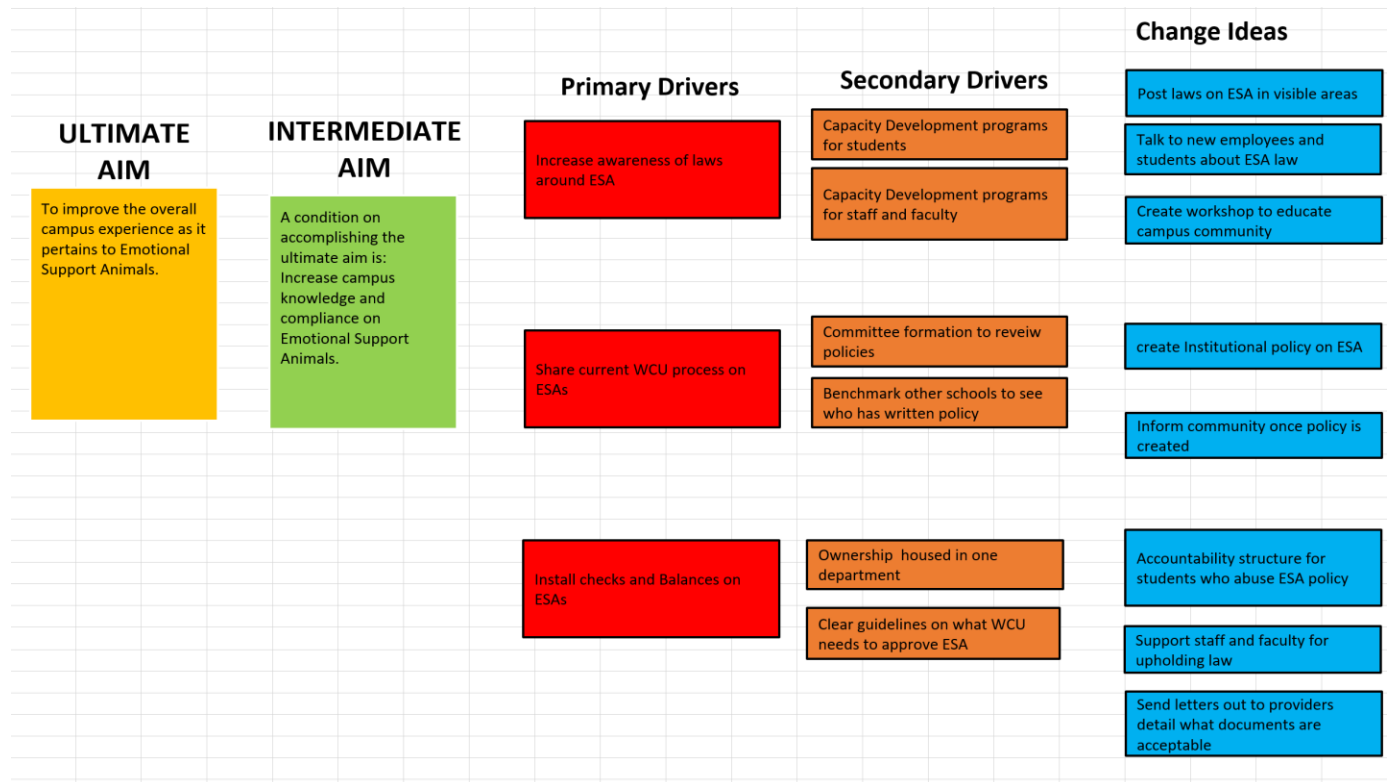 ULTIMATE
AIM
To improve the overall
campus experience as it
pertains to Emotional
Support Animals.
INTERMEDIATE
AIM
A condition on
accomplishing the
ultimate aim is:
Increase campus
knowledge and
compliance on
Emotional Support
Animals.
Primary Drivers
Increase awareness of laws
around ESA
Share current WCU process on
ESAs
Install checks and Balances on
ESAs
Secondary Drivers
Capacity Development programs
for students
Capacity Development programs
for staff and faculty
Committee formation to reveiw
policies
Benchmark other schools to see
who has written policy
Ownership  housed in one
department
Clear guidelines on what WCU
needs to approve ESA
Change Ideas
Post laws on ESA in visible areas
Talk to new employees and
students about ESA law
Create workshop to educate
campus community
create Institutional policy on ESA
Inform community once policy is
created
Accountability structure for
students who abuse ESA policy
Support staff and faculty for
upholding law
Send letters out to providers
detail what documents are
acceptable